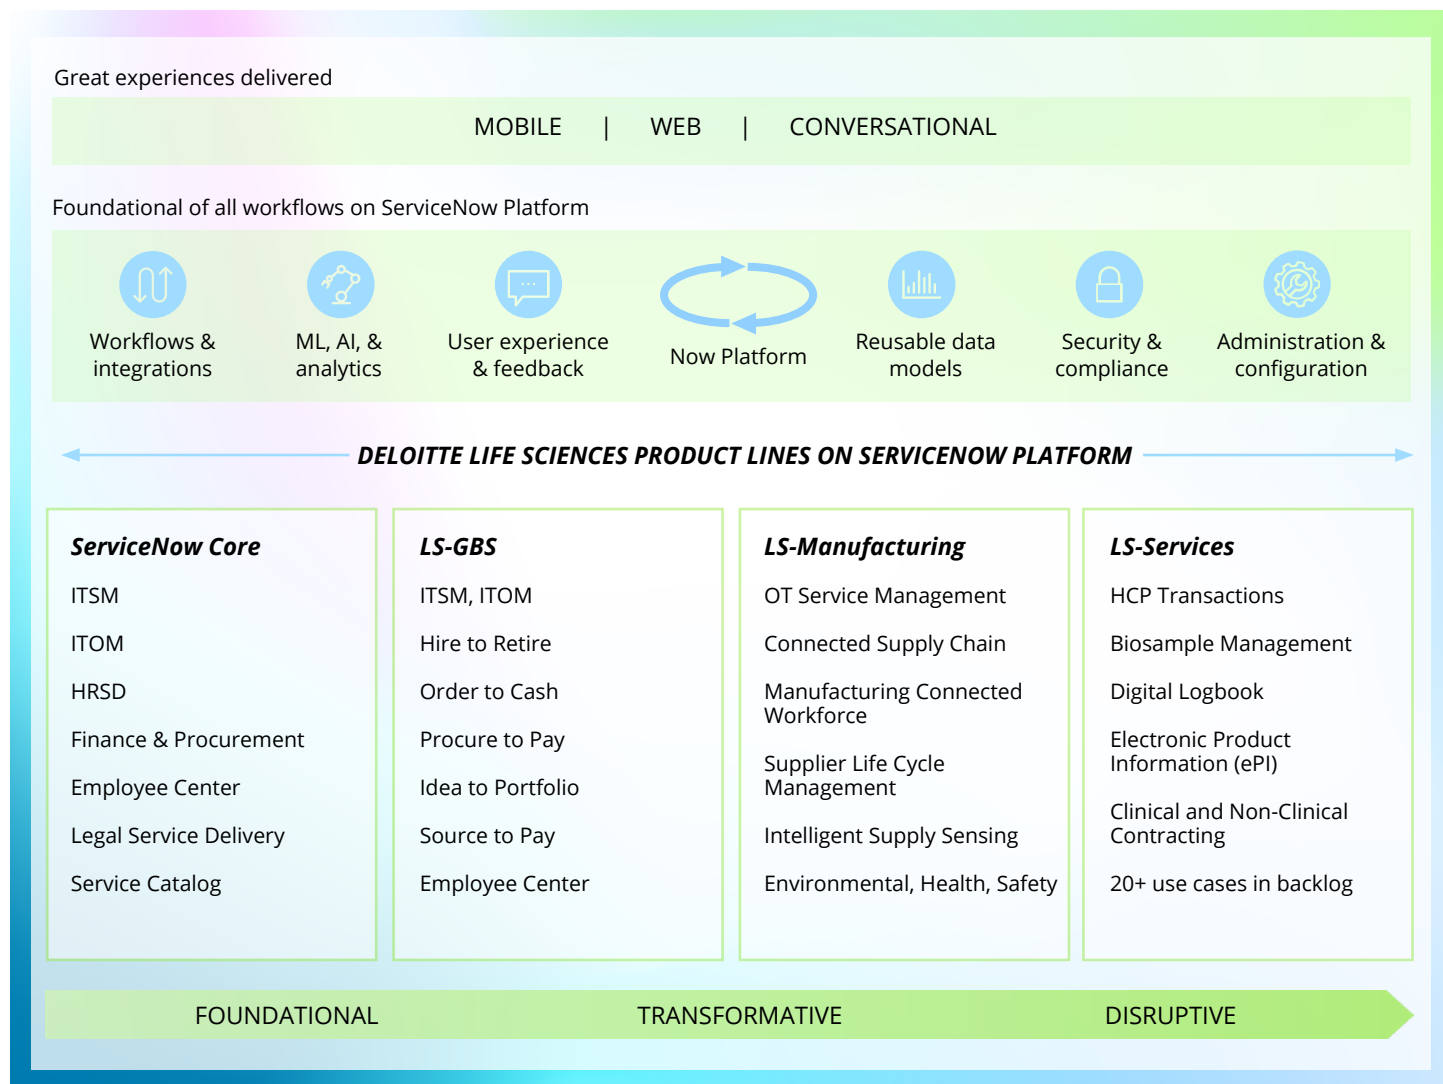 Great experiences delivered
MOBILE | WEB | CONVERSATIONAL
Foundational of all workflows on ServiceNow Platform
Workflows &
integrations
ML, AI, &
analytics
User experience
& feedback
Now Platform
Reusable data
models
Security &
compliance
Administration &
configuration
DELOITTE LIFE SCIENCES PRODUCT LINES ON SERVICENOW PLATFORM
ServiceNow Core
ITSM
ITOM
HRSD
Finance & Procurement
Employee Center
Legal Service Delivery
Service Catalog
LS-GBS
ITSM, ITOM
Hire to Retire
Order to Cash
Procure to Pay
Idea to Portfolio
Source to Pay
Employee Center
LS-Manufacturing
OT Service Management
Connected Supply Chain
Manufacturing Connected
Workforce
Supplier Life Cycle
Management
Intelligent Supply Sensing
Environmental, Health, Safety
LS-Services
HCP Transactions
Biosample Management
Digital Logbook
Electronic Product
Information (ePI)
Clinical and Non-Clinical
Contracting
20+ use cases in backlog
FOUNDATIONAL
TRANSFORMATIVE
DISRUPTIVE